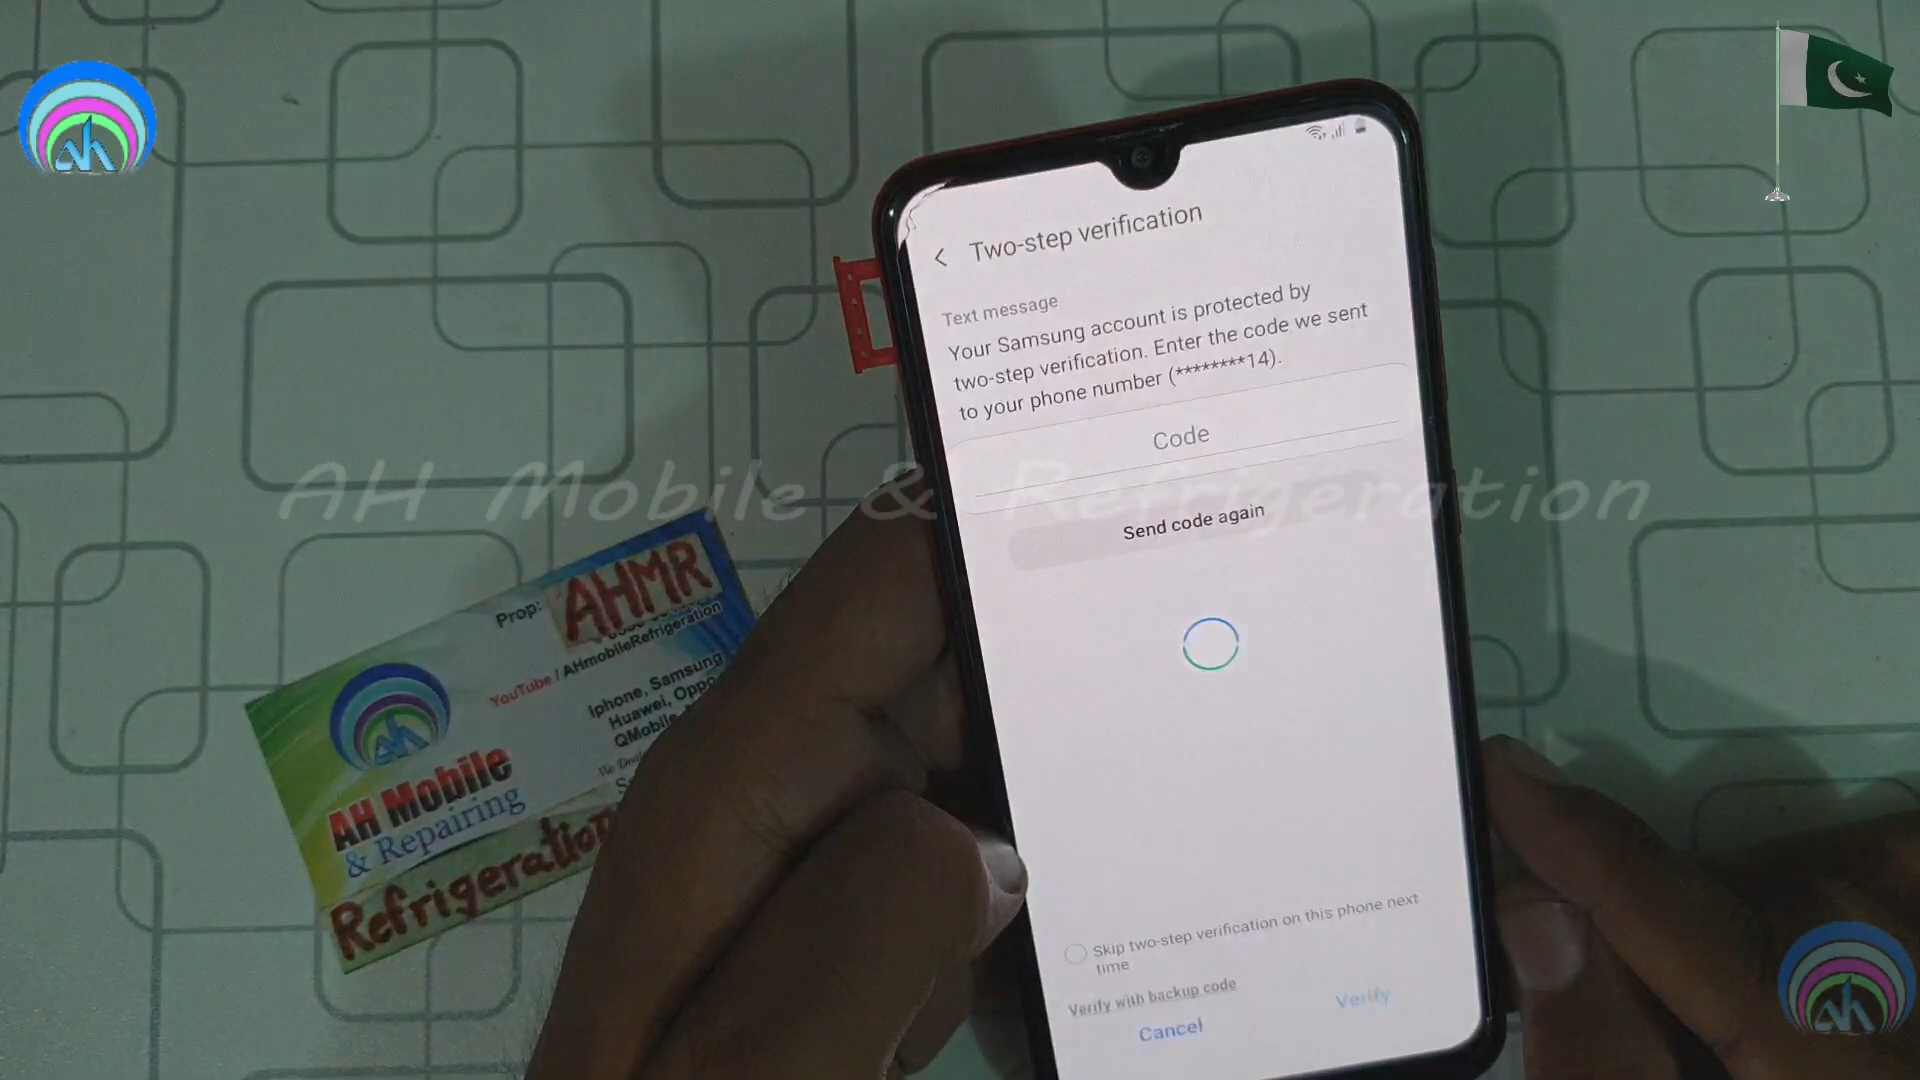 Two-step verification
Text message
Your Samsung account is protected by
two-step verification. Enter the code we sent
to your phone number (********14).
Code
Send code again
Skip two-step verification on this phone next
time
Verify with backup code
Verify
Cancel
AH Mobile & Refrigeration
Prop: AHMR
YouTube / AHmobileRefrigeration
Iphone, Samsung
Huawei, Oppo
QMobile
AH Mobile
& Repairing
Refrigeration